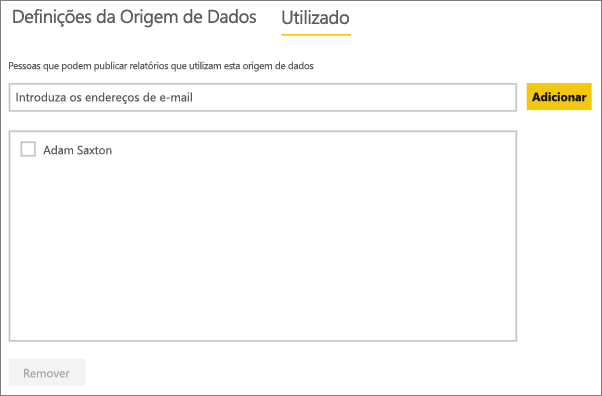 Definições da Origem de Dados Utilizado
Pessoas que podem publicar relatórios que utilizam esta origem de dados
Introduza os endereços de e-mail Adicionar
Adam Saxton
Remover